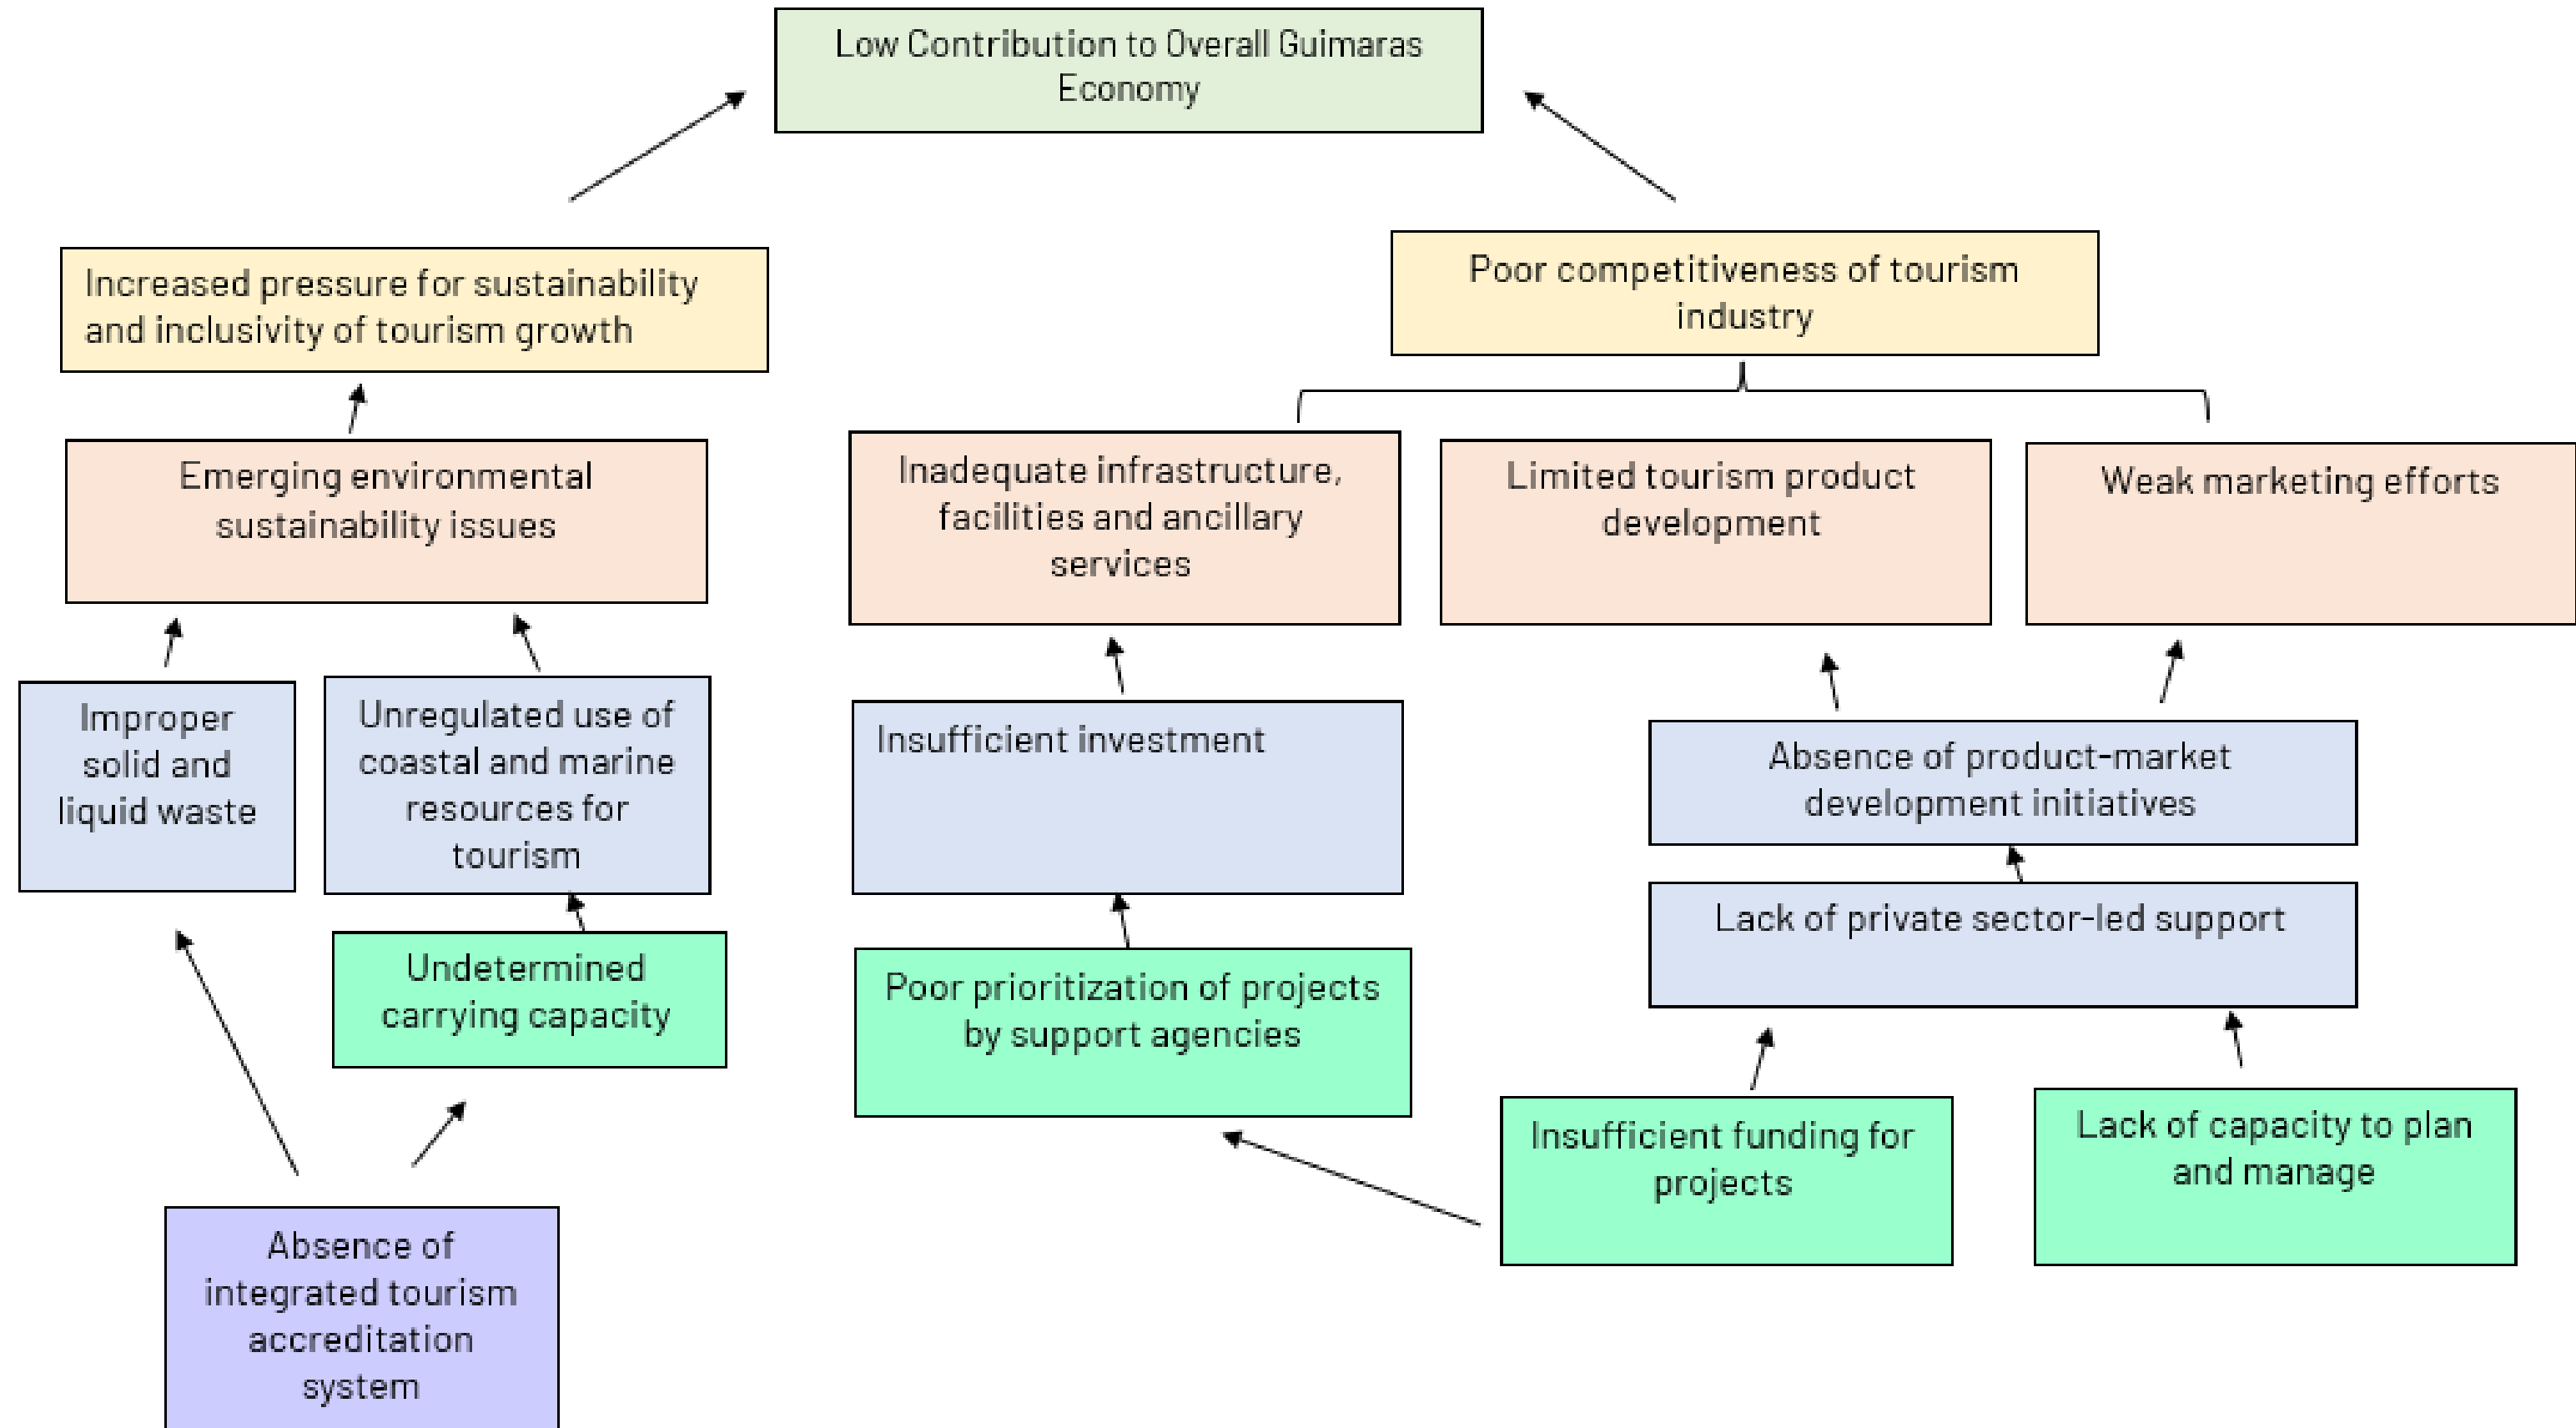 Low Contribution to Overall Guimaras
Economy
Increased pressure for sustainability
and inclusivity of tourism growth
Poor competitiveness of tourism
industry
Emerging environmental
sustainability issues
Inadequate infrastructure,
facilities and ancillary
services
Limited tourism product
development
Weak marketing efforts
Improper
solid and
liquid waste
Unregulated use of
coastal and marine
resources for
tourism
Insufficient investment
Absence of product-market
development initiatives
Lack of private sector-led support
Undetermined
carrying capacity
Poor prioritization of projects
by support agencies
Insufficient funding for
projects
Lack of capacity to plan
and manage
Absence of
integrated tourism
accreditation
system